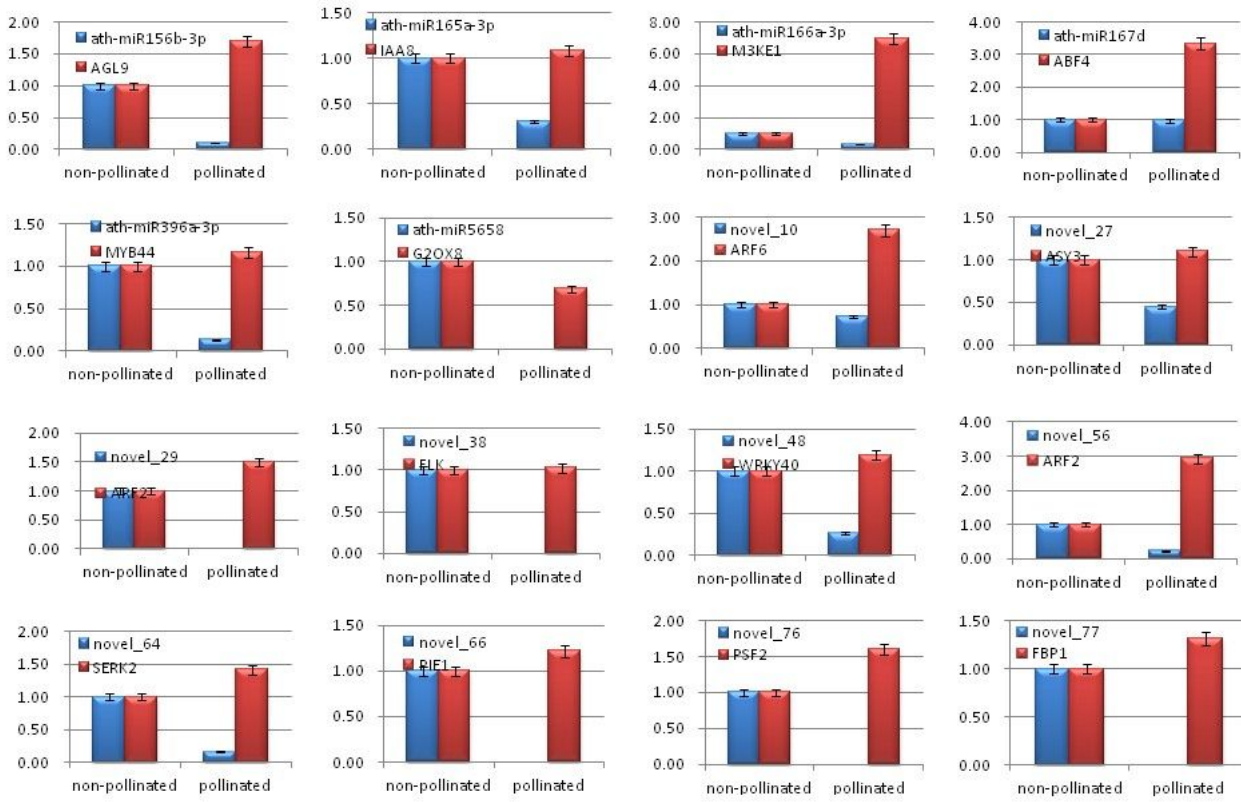 2.00
ath-miR156b-3p
1.50
AGL9
1.00
0.50
0.00
non-pollinated pollinated
1.50
ath-miR165a-3p
IAA8
1.00
0.50
0.00
non-pollinated pollinated
8.00
ath-miR166a-3p
M3KE1
6.00
4.00
2.00
0.00
non-pollinated pollinated
4.00
ath-miR167d
ABF4
3.00
2.00
1.00
0.00
non-pollinated pollinated
1.50
ath-miR396a-3p
MYB44
1.00
0.50
0.00
non-pollinated pollinated
1.50
ath-miR5658
G2OX8
1.00
0.50
0.00
non-pollinated pollinated
3.00
novel_10
ARF6
2.00
1.00
0.00
non-pollinated pollinated
1.50
novel_27
ASY3
1.00
0.50
0.00
non-pollinated pollinated
2.00
novel_29
1.50
ARF2
1.00
0.50
0.00
non-pollinated pollinated
1.50
novel_38
FLK
1.00
0.50
0.00
non-pollinated pollinated
1.50
novel_48
WRKY40
1.00
0.50
0.00
non-pollinated pollinated
4.00
novel_56
ARF2
3.00
2.00
1.00
0.00
non-pollinated pollinated
2.00
novel_64
SERK2
1.50
1.00
0.50
0.00
non-pollinated pollinated
1.50
novel_66
PIF1
1.00
0.50
0.00
non-pollinated pollinated
2.00
novel_76
PSF2
1.50
1.00
0.50
0.00
non-pollinated pollinated
1.50
novel_77
FBP1
1.00
0.50
0.00
non-pollinated pollinated